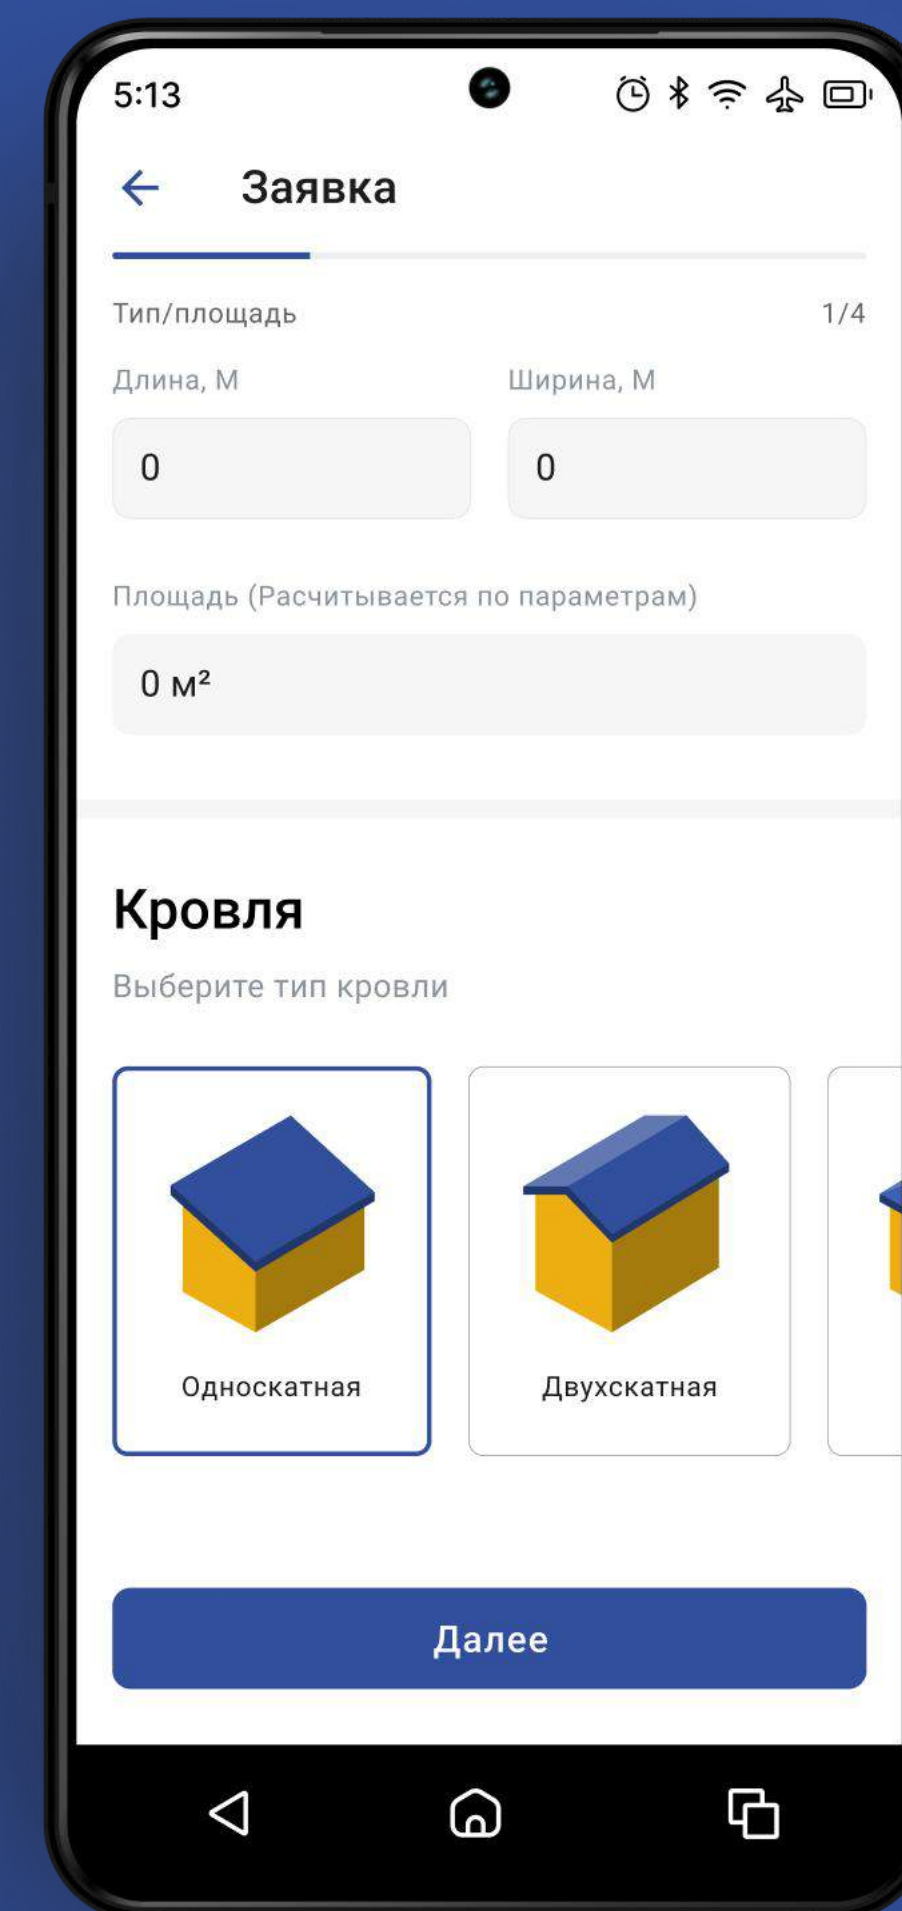 5:13
Заявка
Тип/площадь 1/4
Длина, М Ширина, М
0 0
Площадь (Расчитывается по параметрам)
0 м²
Кровля
Выберите тип кровли
Односкатная Двухскатная
Далее